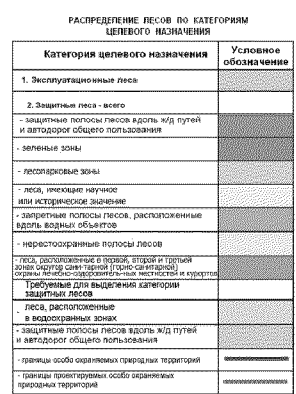 РАСПРЕДЕЛЕНИЕ ЛЕСОВ ПО КАТЕГОРИЯМ
ЦЕЛЕВОГО НАЗНАЧЕНИЯ
Категория целевого назначения
Условное
обозначение
1. Эксплуатационные леса
2. Защитные леса - всего
- защитные полосы лесов вдоль ж/д путей
и автодорог общего пользования
- зеленые зоны
- лесопарковые зоны
- леса, имеющие научное
или историческое значение
- запретные полосы лесов, расположенные
вдоль водных объектов
- нерестоохранные полосы лесов
- леса, расположенные в первой, второй и третьей
зонах округов сани-тарной (горно-санитарной)
охраны лечебно-оздоровительных местностей и курортов
Требуемые для выделения категории
защитных лесов
- леса, расположенные
в водоохранных зонах
- защитные полосы лесов вдоль ж/д путей
и автодорог общего пользования
- границы особо охраняемых природных территорий
- границы проектируемых особо охраняемых
природных территорий